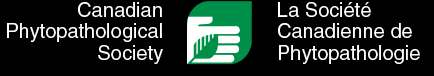 Canadian
Phytopathological
Society
La Société
Canadienne de
Phytopathologie